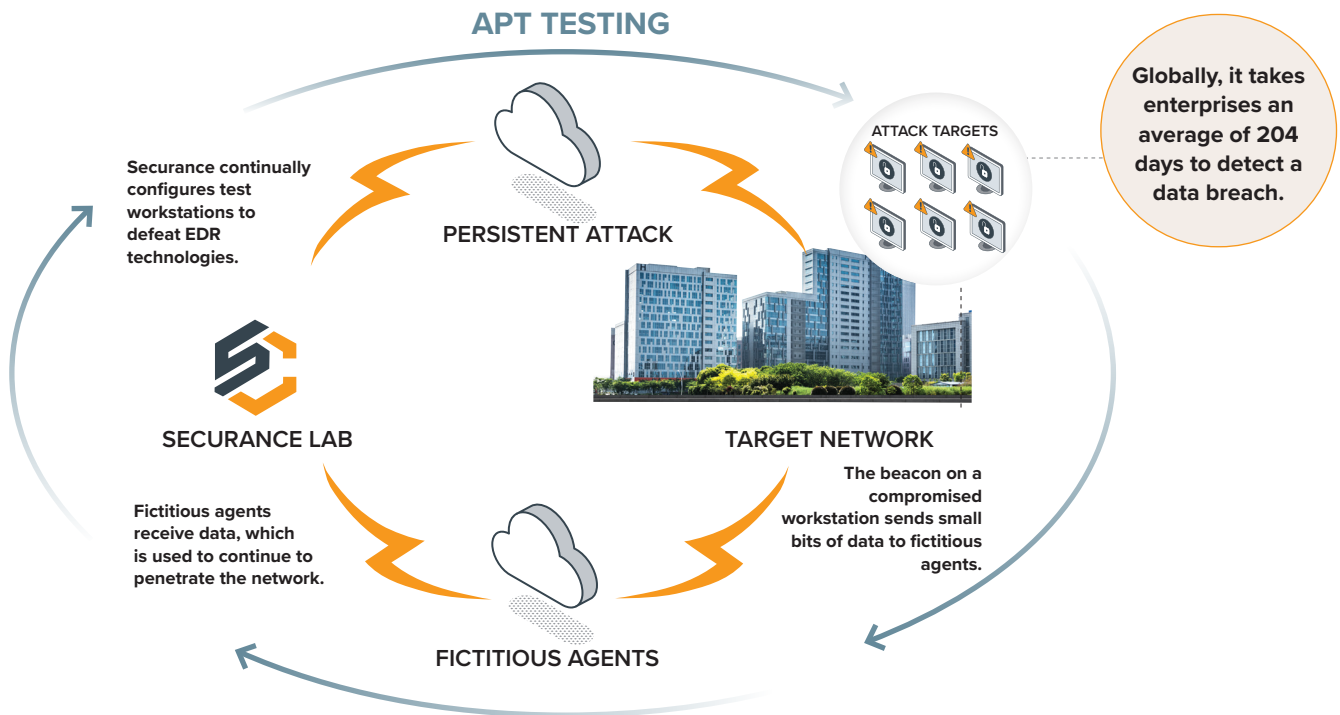 APT TESTING
Globally, it takes
enterprises an
average of 204
days to detect a
data breach.
ATTACK TARGETS
Securance continually
configures test
workstations to
defeat EDR
technologies.
PERSISTENT ATTACK
SECURANCE LAB
TARGET NETWORK
The beacon on a
compromised
workstation sends small
bits of data to fictitious
agents.
Fictitious agents
receive data, which
is used to continue to
penetrate the network.
FICTITIOUS AGENTS